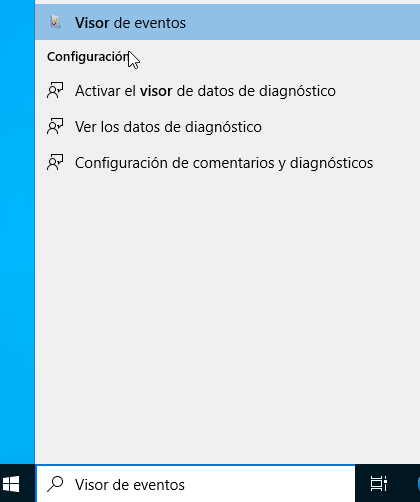 Visor de eventos
Configuración
Activar el visor de datos de diagnóstico
Ver los datos de diagnóstico
Configuración de comentarios y diagnósticos
Visor de eventos